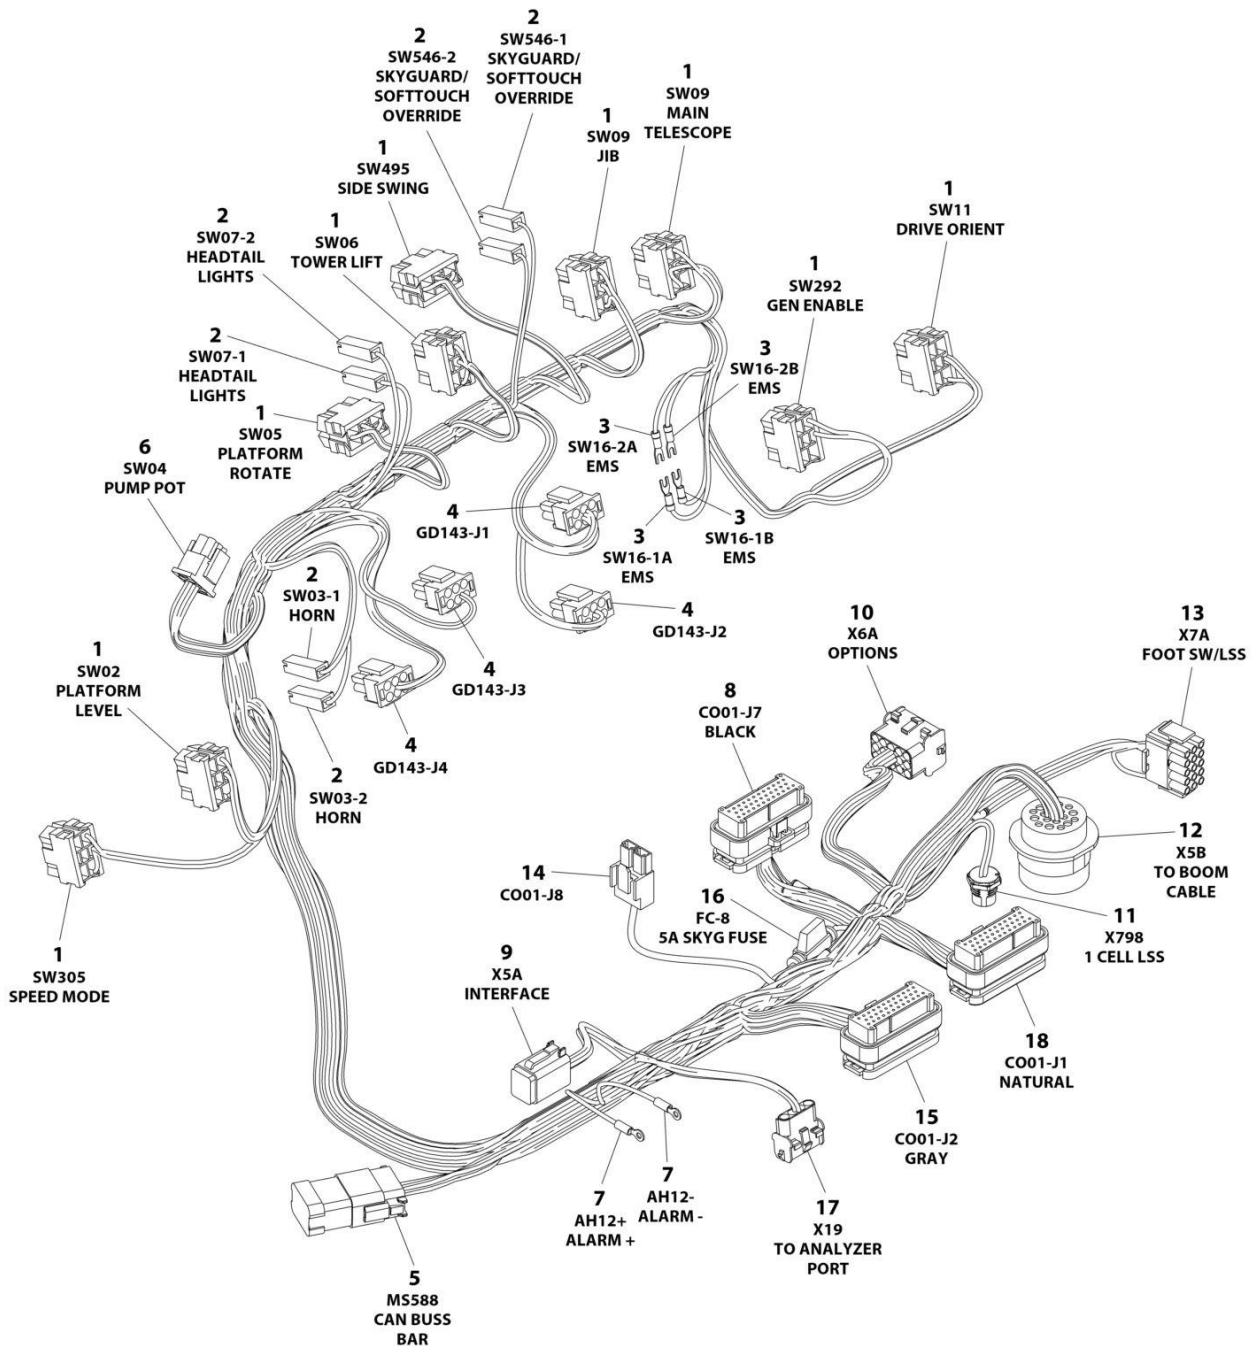 2
SW546-2
SKYGUARD/
SOFTTOUCH
OVERRIDE
2
SW546-1
SKYGUARD/
SOFTTOUCH
OVERRIDE
1
SW09
MAIN
TELESCOPE
1
SW09
JIB
1
SW495
SIDE SWING
1
SW11
DRIVE ORIENT
2
SW07-2
HEADTAIL
LIGHTS
1
SW06
TOWER LIFT
1
SW292
GEN ENABLE
2
SW07-1
HEADTAIL
LIGHTS
3
SW16-2B
EMS
1
SW05
PLATFORM
ROTATE
3
SW16-2A
EMS
6
SW04
PUMP POT
4
GD143-J1
3
SW16-1A
EMS
3
SW16-1B
EMS
2
SW03-1
HORN
4
GD143-J2
10
X6A
OPTIONS
13
X7A
FOOT SW/LSS
1
SW02
PLATFORM
LEVEL
4
GD143-J3
8
CO01-J7
BLACK
4
GD143-J4
2
SW03-2
HORN
12
X5B
TO BOOM
CABLE
14
CO01-J8
16
FC-8
5A SKYG FUSE
11
X798
1 CELL LSS
1
SW305
SPEED MODE
9
X5A
INTERFACE
18
CO01-J1
NATURAL
15
CO01-J2
GRAY
7
AH12+
ALARM +
7
AH12-
ALARM -
17
X19
TO ANALYZER
PORT
5
MS588
CAN BUSS
BAR